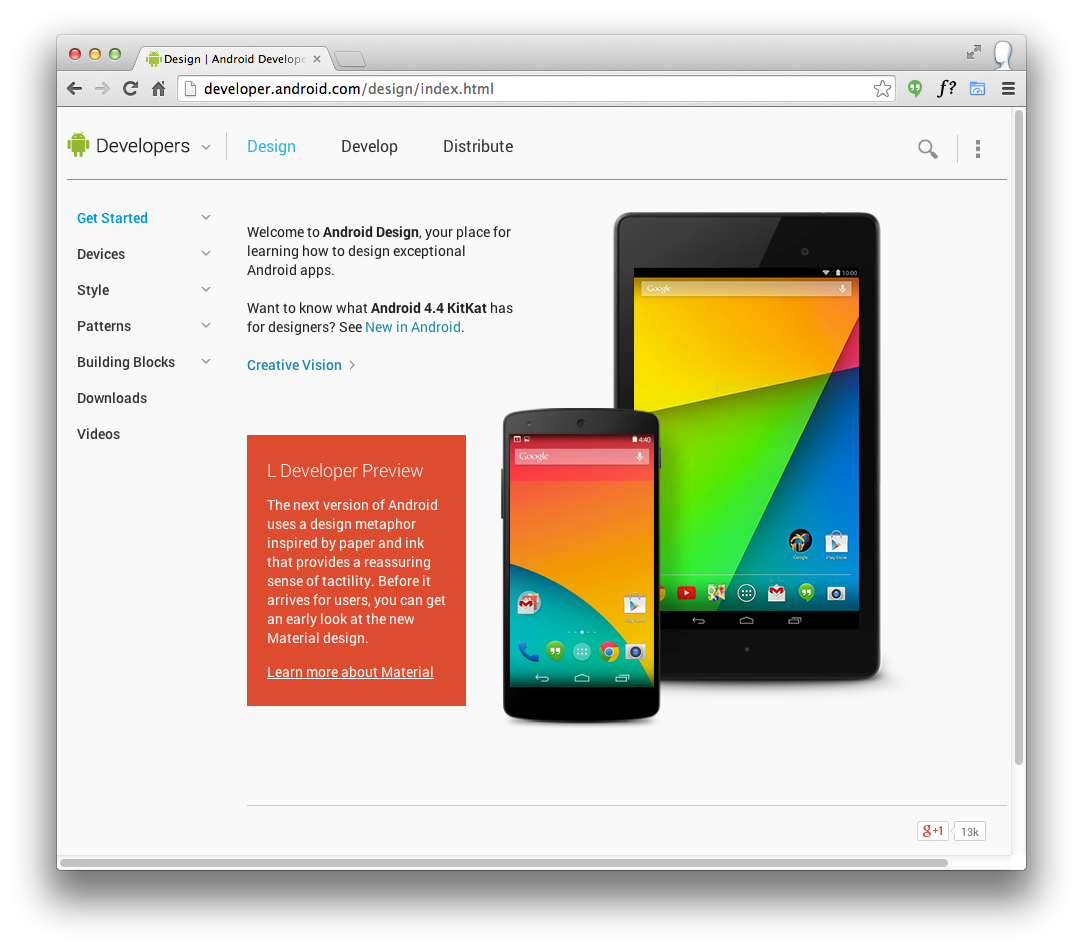 Design | Android Develope
developer.android.com/design/index.html
f?
Developers
Design
Develop
Distribute
Get Started
Devices
Style
Patterns
Building Blocks
Downloads
Videos
Welcome to Android Design, your place for
learning how to design exceptional
Android apps.
Want to know what Android 4.4 KitKat has
for designers? See New in Android.
Creative Vision
L Developer Preview
The next version of Android
uses a design metaphor
inspired by paper and ink
that provides a reassuring
sense of tactility. Before it
arrives for users, you can get
an early look at the new
Material design.
Learn more about Material
4:40
Google
10:00
Google
Google
Play Store
g+1
13k